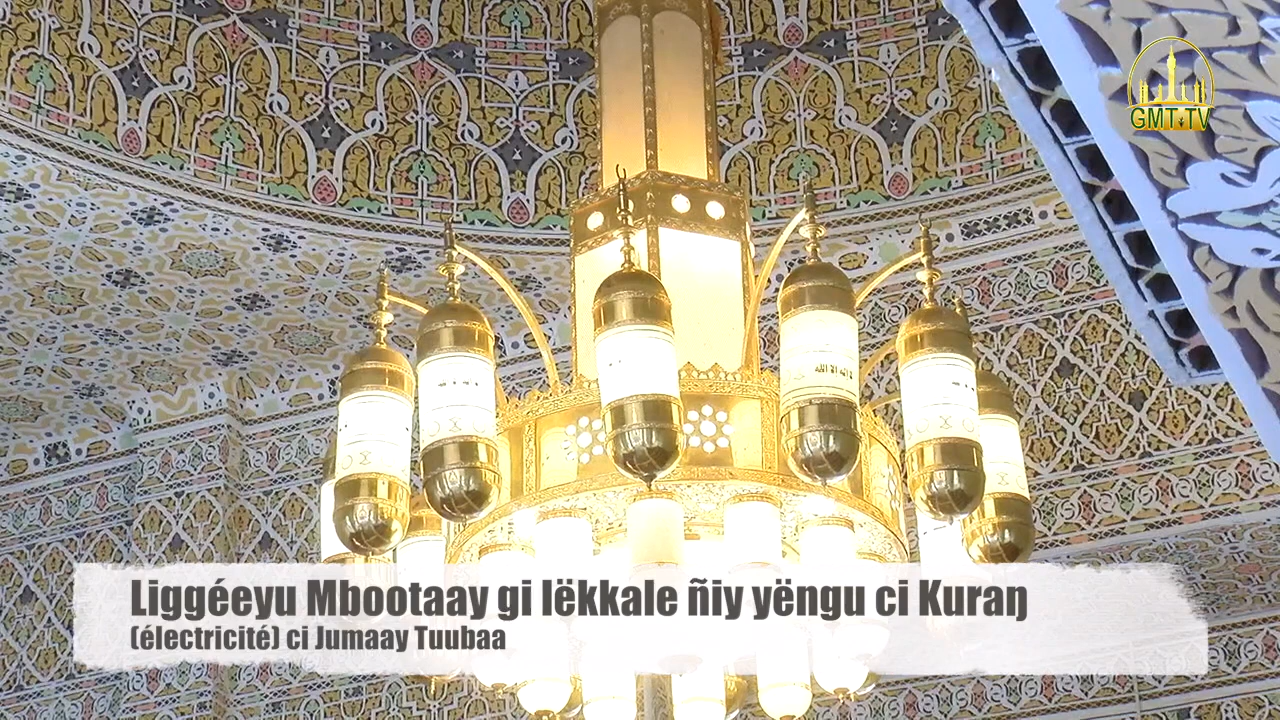 GMT TV
Liggéeyu Mbootaay gi lëkkale ñiy yëngu ci Kuraŋ
(électricité) ci Jumaay Tuubaa